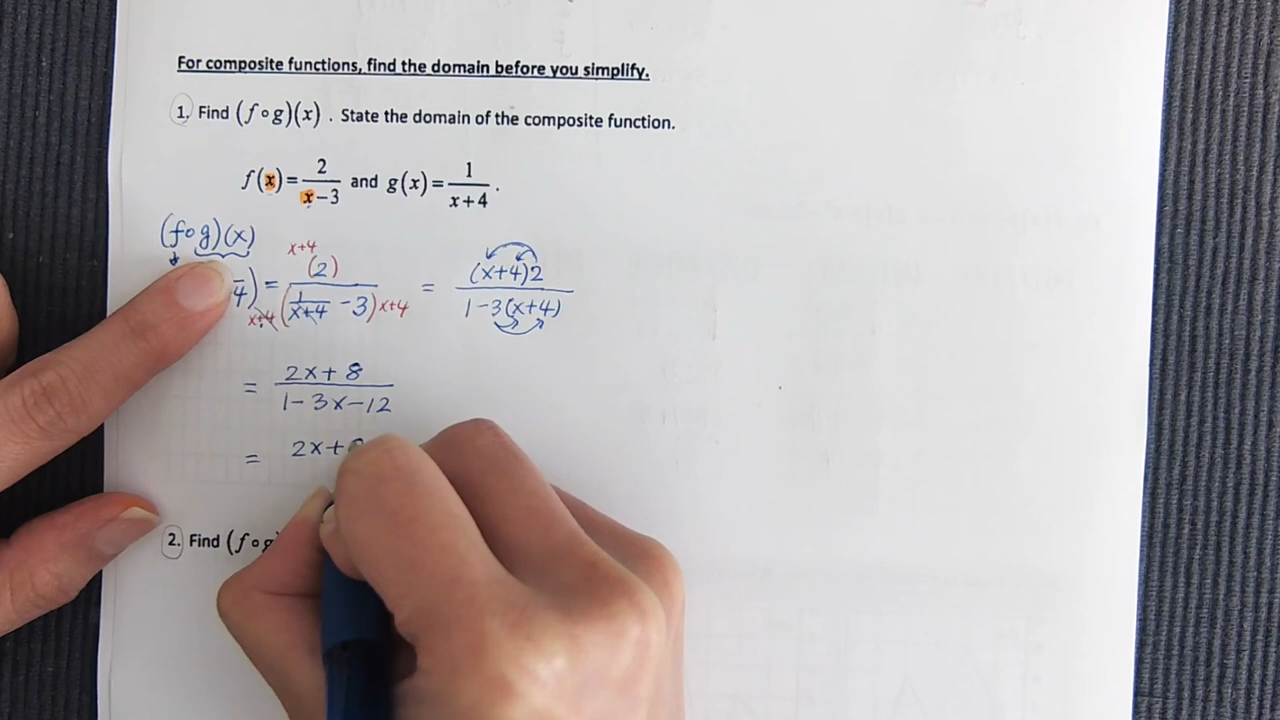 For composite functions, find the domain before you simplify.
1. Find (f∘g)(x) . State the domain of the composite function.
f(x)= 2/(x−3) and g(x)= 1/(x+4) .
(f∘g)(x)
4) = x+4 (2) / x+4 (1/(x+4) −3) x+4 = (x+4)2 / 1−3(x+4)
= 2x+8 / 1−3x−12
= 2x+
2. Find (f∘g